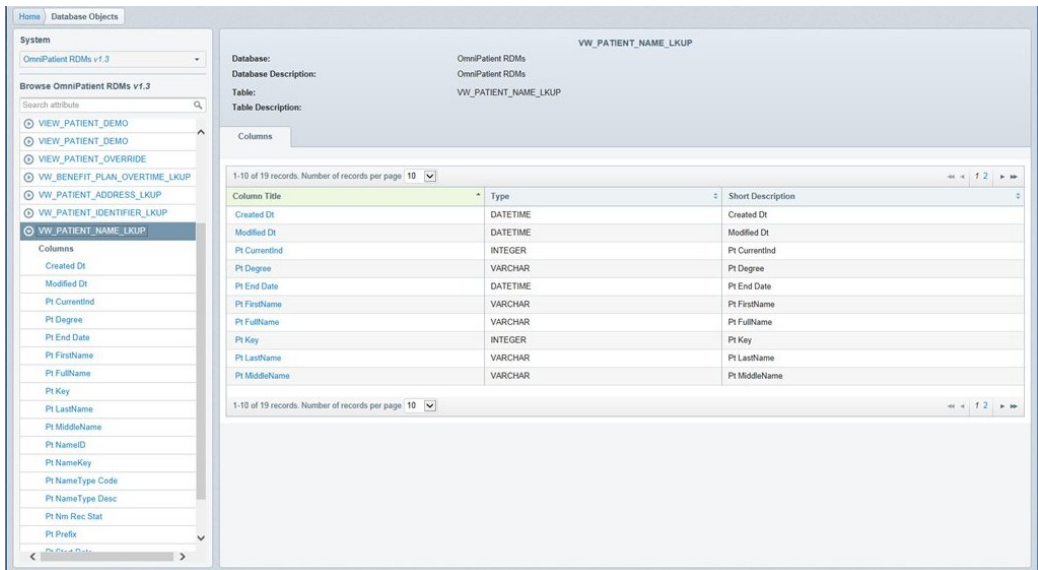 Home
Database Objects
System
OmniPatient RDMs v1.3
Browse OmniPatient RDMs v1.3
Search attribute
VIEW_PATIENT_DEMO
VIEW_PATIENT_DEMO
VIEW_PATIENT_OVERRIDE
VW_BENEFIT_PLAN_OVERTIME_LKUP
VW_PATIENT_ADDRESS_LKUP
VW_PATIENT_IDENTIFIER_LKUP
VW_PATIENT_NAME_LKUP
Columns
Created Dt
Modified Dt
Pt CurrentInd
Pt Degree
Pt End Date
Pt FirstName
Pt FullName
Pt Key
Pt LastName
Pt MiddleName
Pt NameID
Pt NameKey
Pt NameType Code
Pt NameType Desc
Pt Nm Rec Stat
Pt Prefix
Pt Start Date
VW_PATIENT_NAME_LKUP
Database: OmniPatient RDMs
Database Description: OmniPatient RDMs
Table: VW_PATIENT_NAME_LKUP
Table Description:
Columns
1-10 of 19 records. Number of records per page 10 1 2
Column Title Type Short Description
Created Dt DATETIME Created Dt
Modified Dt DATETIME Modified Dt
Pt CurrentInd INTEGER Pt CurrentInd
Pt Degree VARCHAR Pt Degree
Pt End Date DATETIME Pt End Date
Pt FirstName VARCHAR Pt FirstName
Pt FullName VARCHAR Pt FullName
Pt Key INTEGER Pt Key
Pt LastName VARCHAR Pt LastName
Pt MiddleName VARCHAR Pt MiddleName
1-10 of 19 records. Number of records per page 10 1 2